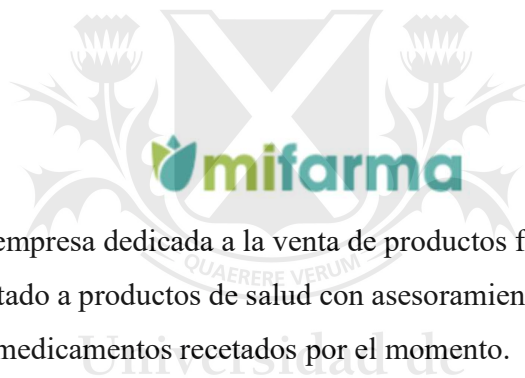 mifarma
empresa dedicada a la venta de productos f
QUAERERE VERUM
tado a productos de salud con asesoramien
medicamentos recetados por el momento.
Universidad de